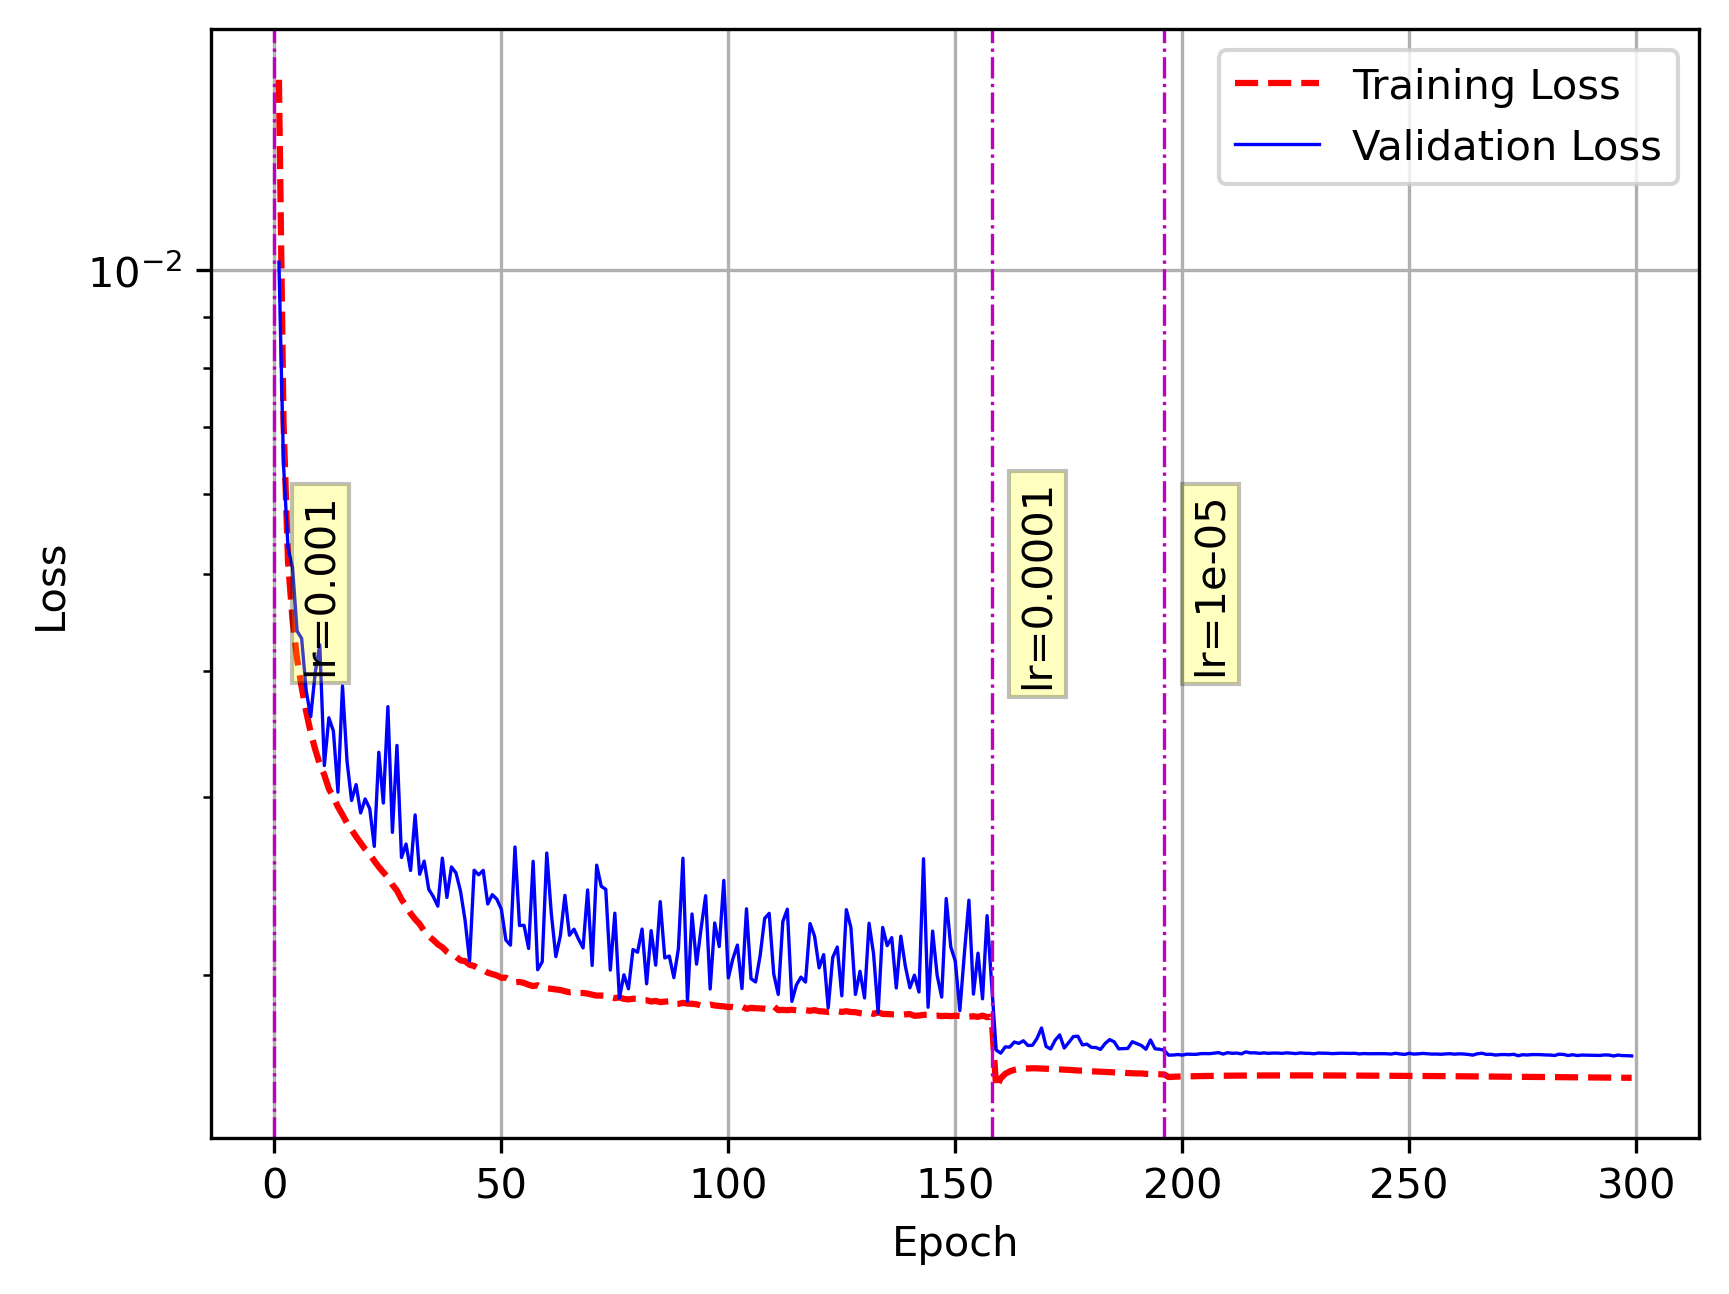 Training Loss
Validation Loss
10⁻²
Loss
lr=0.001
lr=0.0001
lr=1e-05
0
50
100
150
200
250
300
Epoch